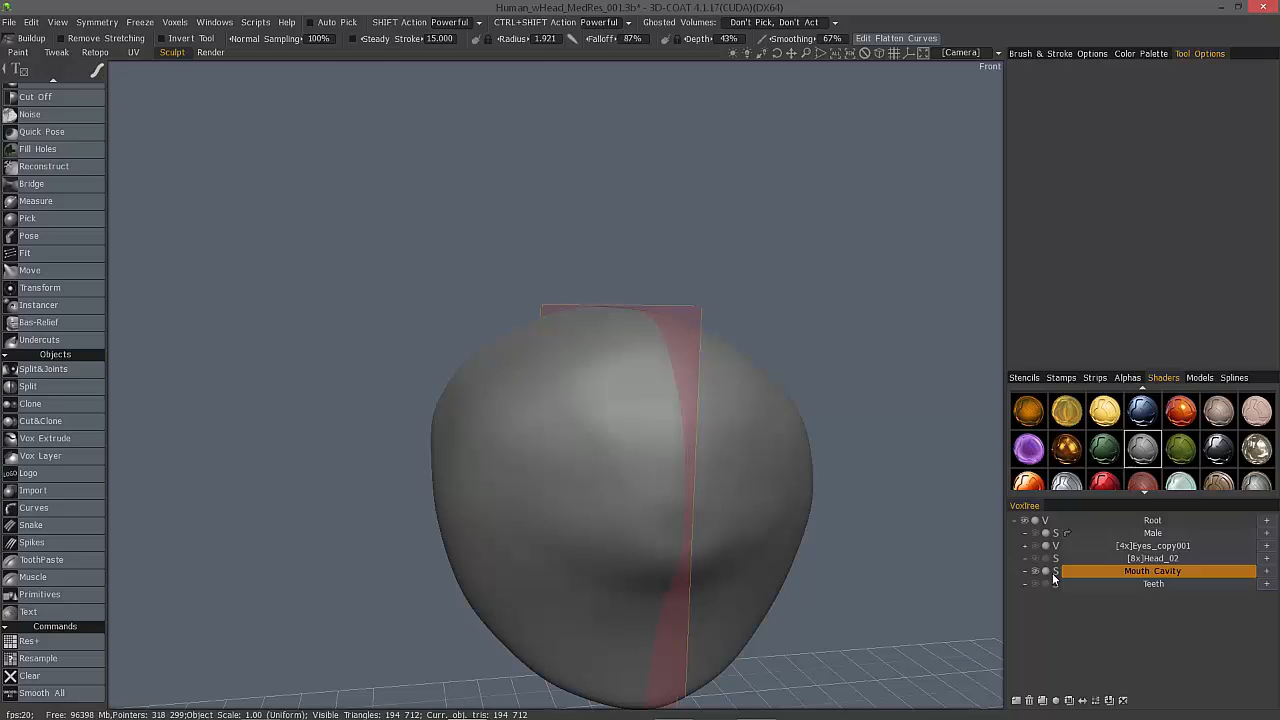 Human_wHead_MedRes_001.3b* - 3D-COAT 4.1.17(CUDA)(DX64)
File Edit View Symmetry Freeze Voxels Windows Scripts Help Auto Pick SHIFT Action Powerful CTRL+SHIFT Action Powerful Ghosted Volumes: Don't Pick, Don't Act
Buildup Remove Stretching Invert Tool Normal Sampling 100% Steady Stroke 15.000 Radius 1.921 Falloff 87% Depth 43% Smoothing 67% Edit Flatten Curves
Paint Tweak Retopo UV Sculpt Render [Camera] Brush & Stroke Options Color Palette Tool Options
Front
Cut Off
Noise
Quick Pose
Fill Holes
Reconstruct
Bridge
Measure
Pick
Pose
Fit
Move
Transform
Instancer
Bas-Relief
Undercuts
Objects
Split&Joints
Split
Clone
Cut&Clone
Vox Extrude
Vox Layer
LOGO Logo
Import
Curves
Snake
Spikes
ToothPaste
Muscle
Primitives
Text
Commands
Res+
Resample
Clear
Smooth All
Stencils Stamps Strips Alphas Shaders Models Splines
VoxTree
V Root +
S Male +
V [4x]Eyes_copy001 +
S [8x]Head_02 +
S Mouth Cavity +
Teeth +
fps:20; Free: 96398 Mb,Pointers: 318 299;Object Scale: 1.00 (Uniform); Visible Triangles: 194 712; Curr. obj. tris: 194 712